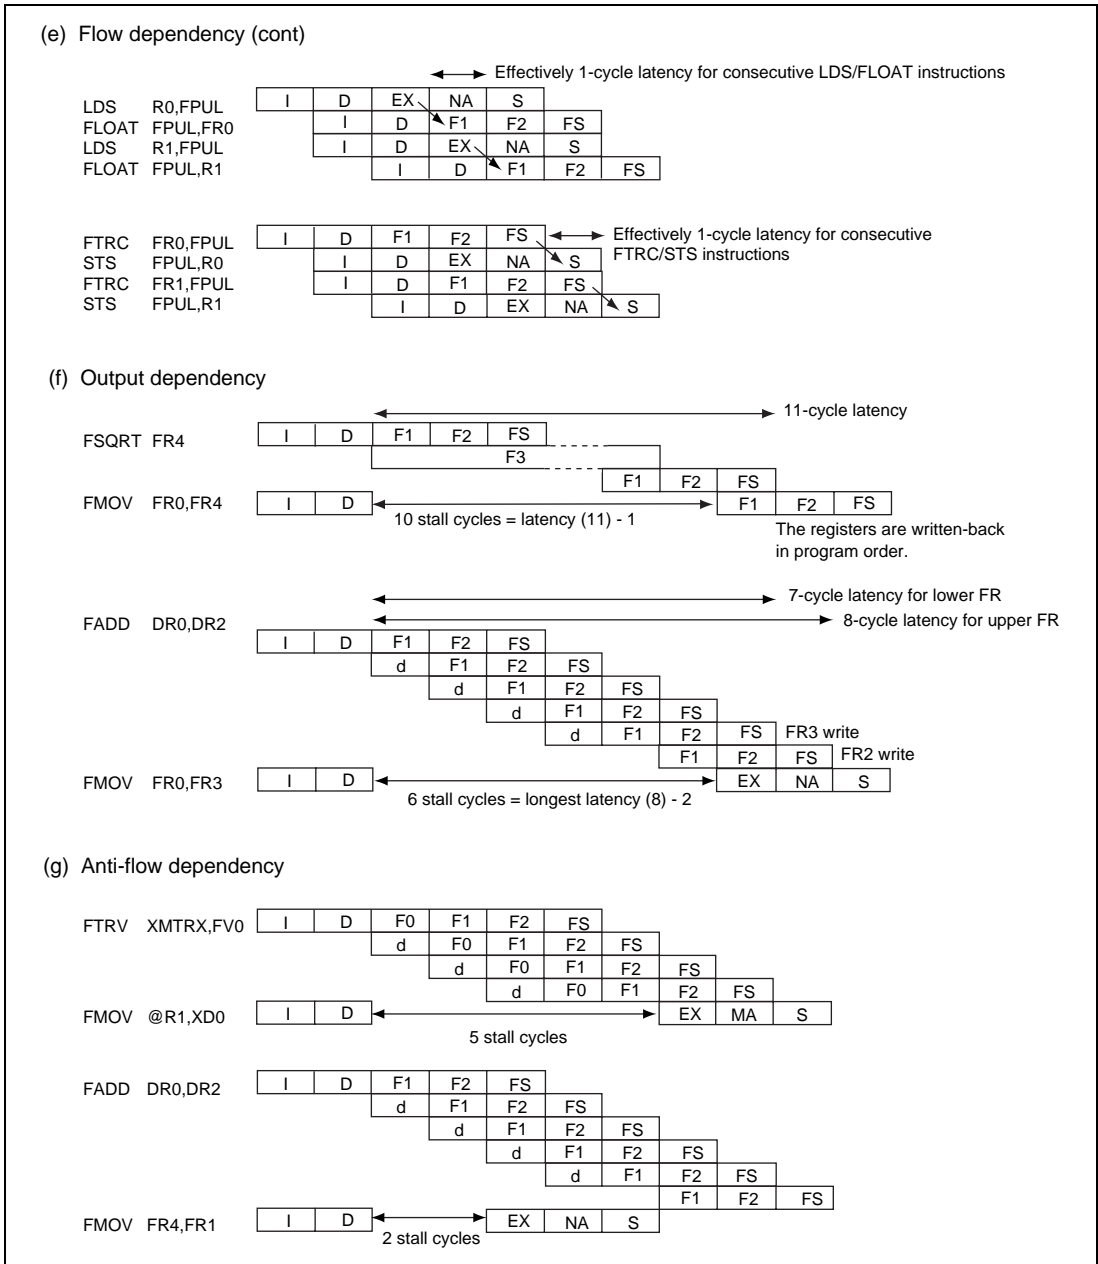 (e) Flow dependency (cont)
Effectively 1-cycle latency for consecutive LDS/FLOAT instructions
LDS R0,FPUL I D EX NA S
FLOAT FPUL,FR0 I D F1 F2 FS
LDS R1,FPUL I D EX NA S
FLOAT FPUL,R1 I D F1 F2 FS
FTRC FR0,FPUL I D F1 F2 FS Effectively 1-cycle latency for consecutive
STS FPUL,R0 I D EX NA S FTRC/STS instructions
FTRC FR1,FPUL I D F1 F2 FS
STS FPUL,R1 I D EX NA S
(f) Output dependency
11-cycle latency
FSQRT FR4 I D F1 F2 FS
F3
F1 F2 FS
FMOV FR0,FR4 I D 10 stall cycles = latency (11) - 1 F1 F2 FS
The registers are written-back
in program order.
7-cycle latency for lower FR
8-cycle latency for upper FR
FADD DR0,DR2 I D F1 F2 FS
d F1 F2 FS
d F1 F2 FS
d F1 F2 FS
d F1 F2 FS FR3 write
F1 F2 FS FR2 write
FMOV FR0,FR3 I D EX NA S
6 stall cycles = longest latency (8) - 2
(g) Anti-flow dependency
FTRV XMTRX,FV0 I D F0 F1 F2 FS
d F0 F1 F2 FS
d F0 F1 F2 FS
d F0 F1 F2 FS
FMOV @R1,XD0 I D EX MA S
5 stall cycles
FADD DR0,DR2 I D F1 F2 FS
d F1 F2 FS
d F1 F2 FS
d F1 F2 FS
d F1 F2 FS
F1 F2 FS
FMOV FR4,FR1 I D EX NA S
2 stall cycles